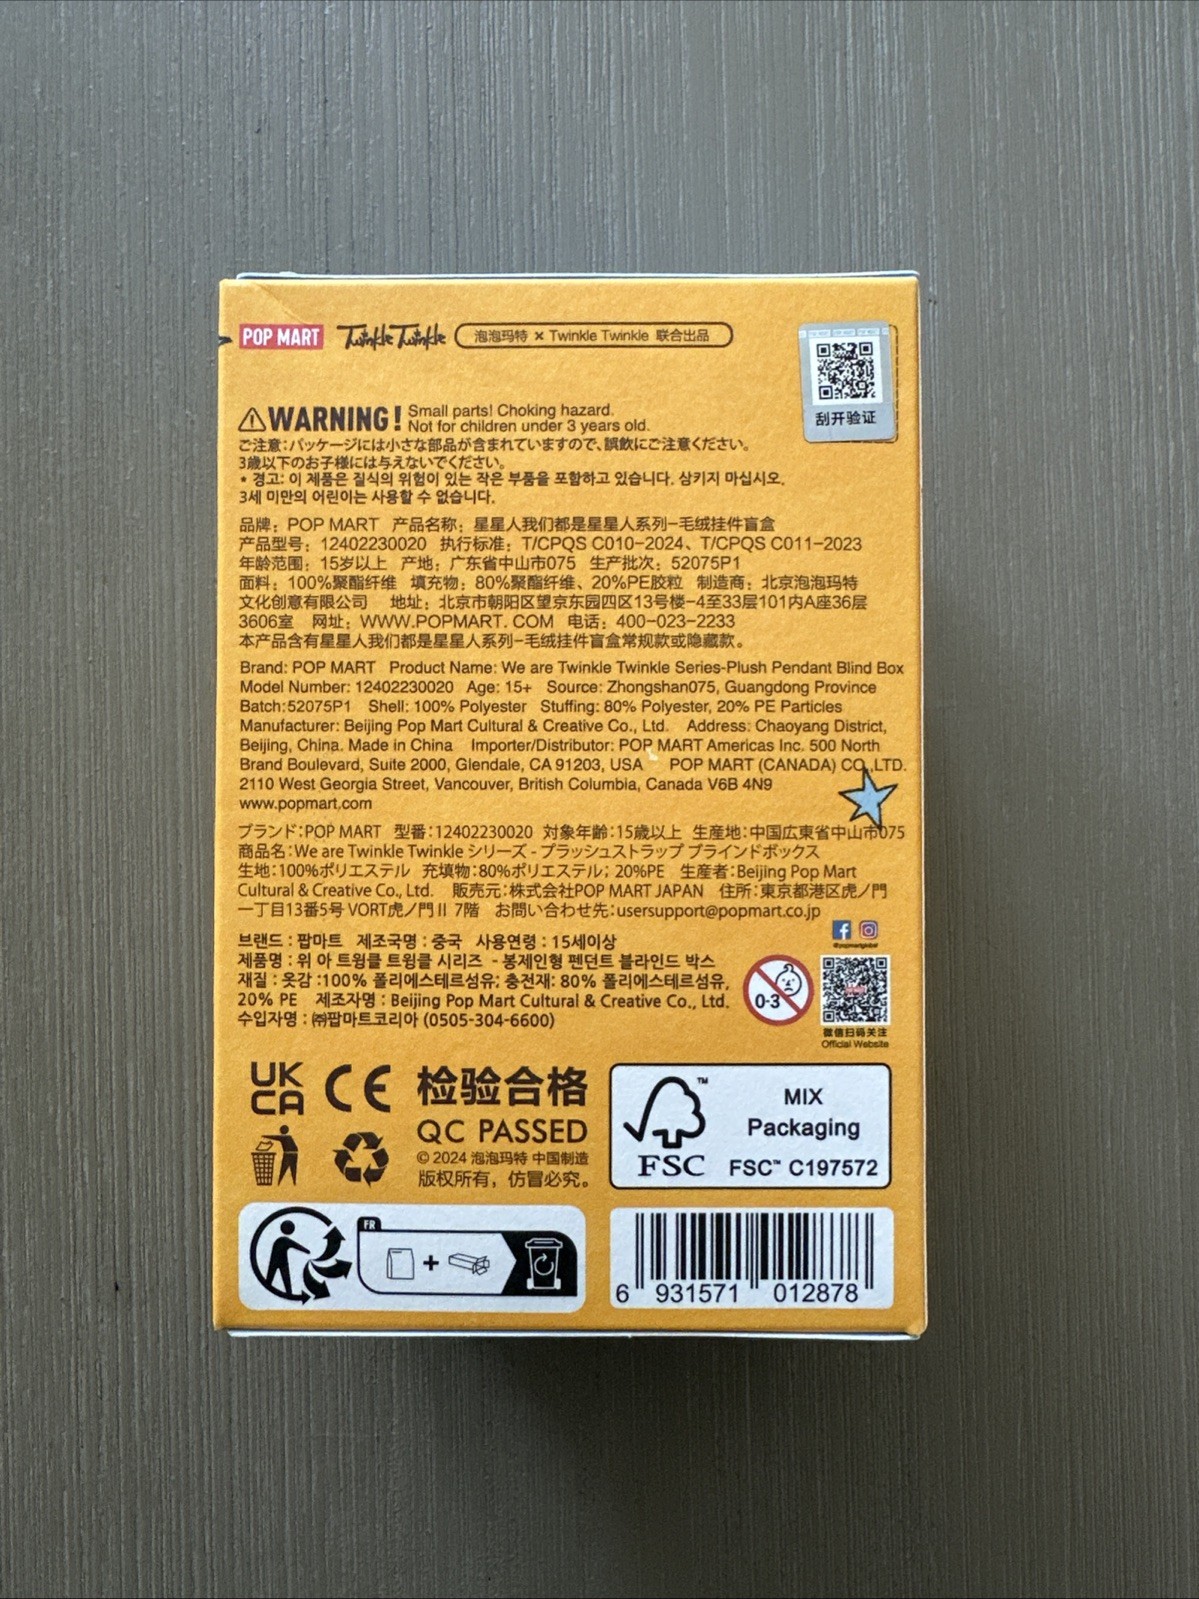 POP MART Twinkle Twinkle 泡泡玛特 × Twinkle Twinkle 联合出品
刮开验证
WARNING! Small parts! Choking hazard.
Not for children under 3 years old.
ご注意:パッケージには小さな部品が含まれていますので、誤飲にご注意ください。
3歳以下のお子様には与えないでください。
* 경고: 이 제품은 질식의 위험이 있는 작은 부품을 포함하고 있습니다. 삼키지 마십시오.
3세 미만의 어린이는 사용할 수 없습니다.
品牌：POP MART 产品名称：星星人我们都是星星人系列-毛绒挂件盲盒
产品型号：12402230020 执行标准：T/CPQS C010-2024、T/CPQS C011-2023
年龄范围：15岁以上 产地：广东省中山市075 生产批次：52075P1
面料：100%聚酯纤维 填充物：80%聚酯纤维、20%PE胶粒 制造商：北京泡泡玛特
文化创意有限公司 地址：北京市朝阳区望京东园四区13号楼-4至33层101内A座36层
3606室 网址：WWW.POPMART. COM 电话：400-023-2233
本产品含有星星人我们都是星星人系列-毛绒挂件盲盒常规款或隐藏款。
Brand: POP MART Product Name: We are Twinkle Twinkle Series-Plush Pendant Blind Box
Model Number: 12402230020 Age: 15+ Source: Zhongshan075, Guangdong Province
Batch:52075P1 Shell: 100% Polyester Stuffing: 80% Polyester, 20% PE Particles
Manufacturer: Beijing Pop Mart Cultural & Creative Co., Ltd. Address: Chaoyang District,
Beijing, China. Made in China Importer/Distributor: POP MART Americas Inc. 500 North
Brand Boulevard, Suite 2000, Glendale, CA 91203, USA POP MART (CANADA) CO.,LTD.
2110 West Georgia Street, Vancouver, British Columbia, Canada V6B 4N9
www.popmart.com
ブランド:POP MART 型番:12402230020 対象年齢:15歳以上 生産地:中国広東省中山市075
商品名:We are Twinkle Twinkle シリーズ - プラッシュストラップ ブラインドボックス
生地:100%ポリエステル 充填物:80%ポリエステル; 20%PE 生産者:Beijing Pop Mart
Cultural & Creative Co., Ltd. 販売元:株式会社POP MART JAPAN 住所:東京都港区虎ノ門
一丁目13番5号 VORT虎ノ門Ⅱ 7階 お問い合わせ先:usersupport@popmart.co.jp
브랜드 : 팝마트 제조국명 : 중국 사용연령 : 15세이상
제품명 : 위 아 트윙클 트윙클 시리즈 - 봉제인형 펜던트 블라인드 박스
재질 : 옷감 :100% 폴리에스테르섬유; 충전재: 80% 폴리에스테르섬유,
20% PE 제조자명 : Beijing Pop Mart Cultural & Creative Co., Ltd.
수입자명 : ㈜팝마트코리아 (0505-304-6600)
@popmartglobal
0-3
微信扫码关注
Official Website
UK
CA CE
检验合格
QC PASSED
© 2024 泡泡玛特 中国制造
版权所有，仿冒必究。
FSC™
MIX
Packaging
FSC™ C197572
FR
6 931571 012878